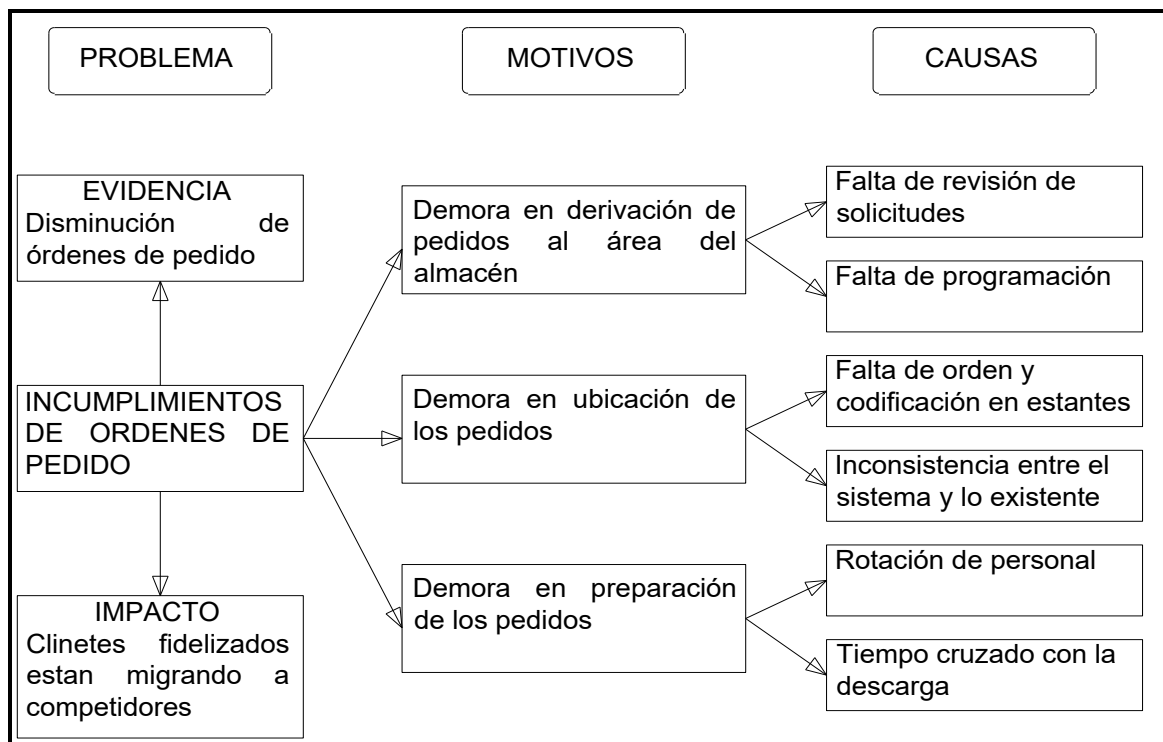 PROBLEMA
MOTIVOS
CAUSAS
EVIDENCIA
Disminución de
órdenes de pedido
INCUMPLIMIENTOS
DE ORDENES DE
PEDIDO
IMPACTO
Clinetes fidelizados
estan migrando a
competidores
Demora en derivación de
pedidos al área del
almacén
Demora en ubicación de
los pedidos
Demora en preparación
de los pedidos
Falta de revisión de
solicitudes
Falta de programación
Falta de orden y
codificación en estantes
Inconsistencia entre el
sistema y lo existente
Rotación de personal
Tiempo cruzado con la
descarga